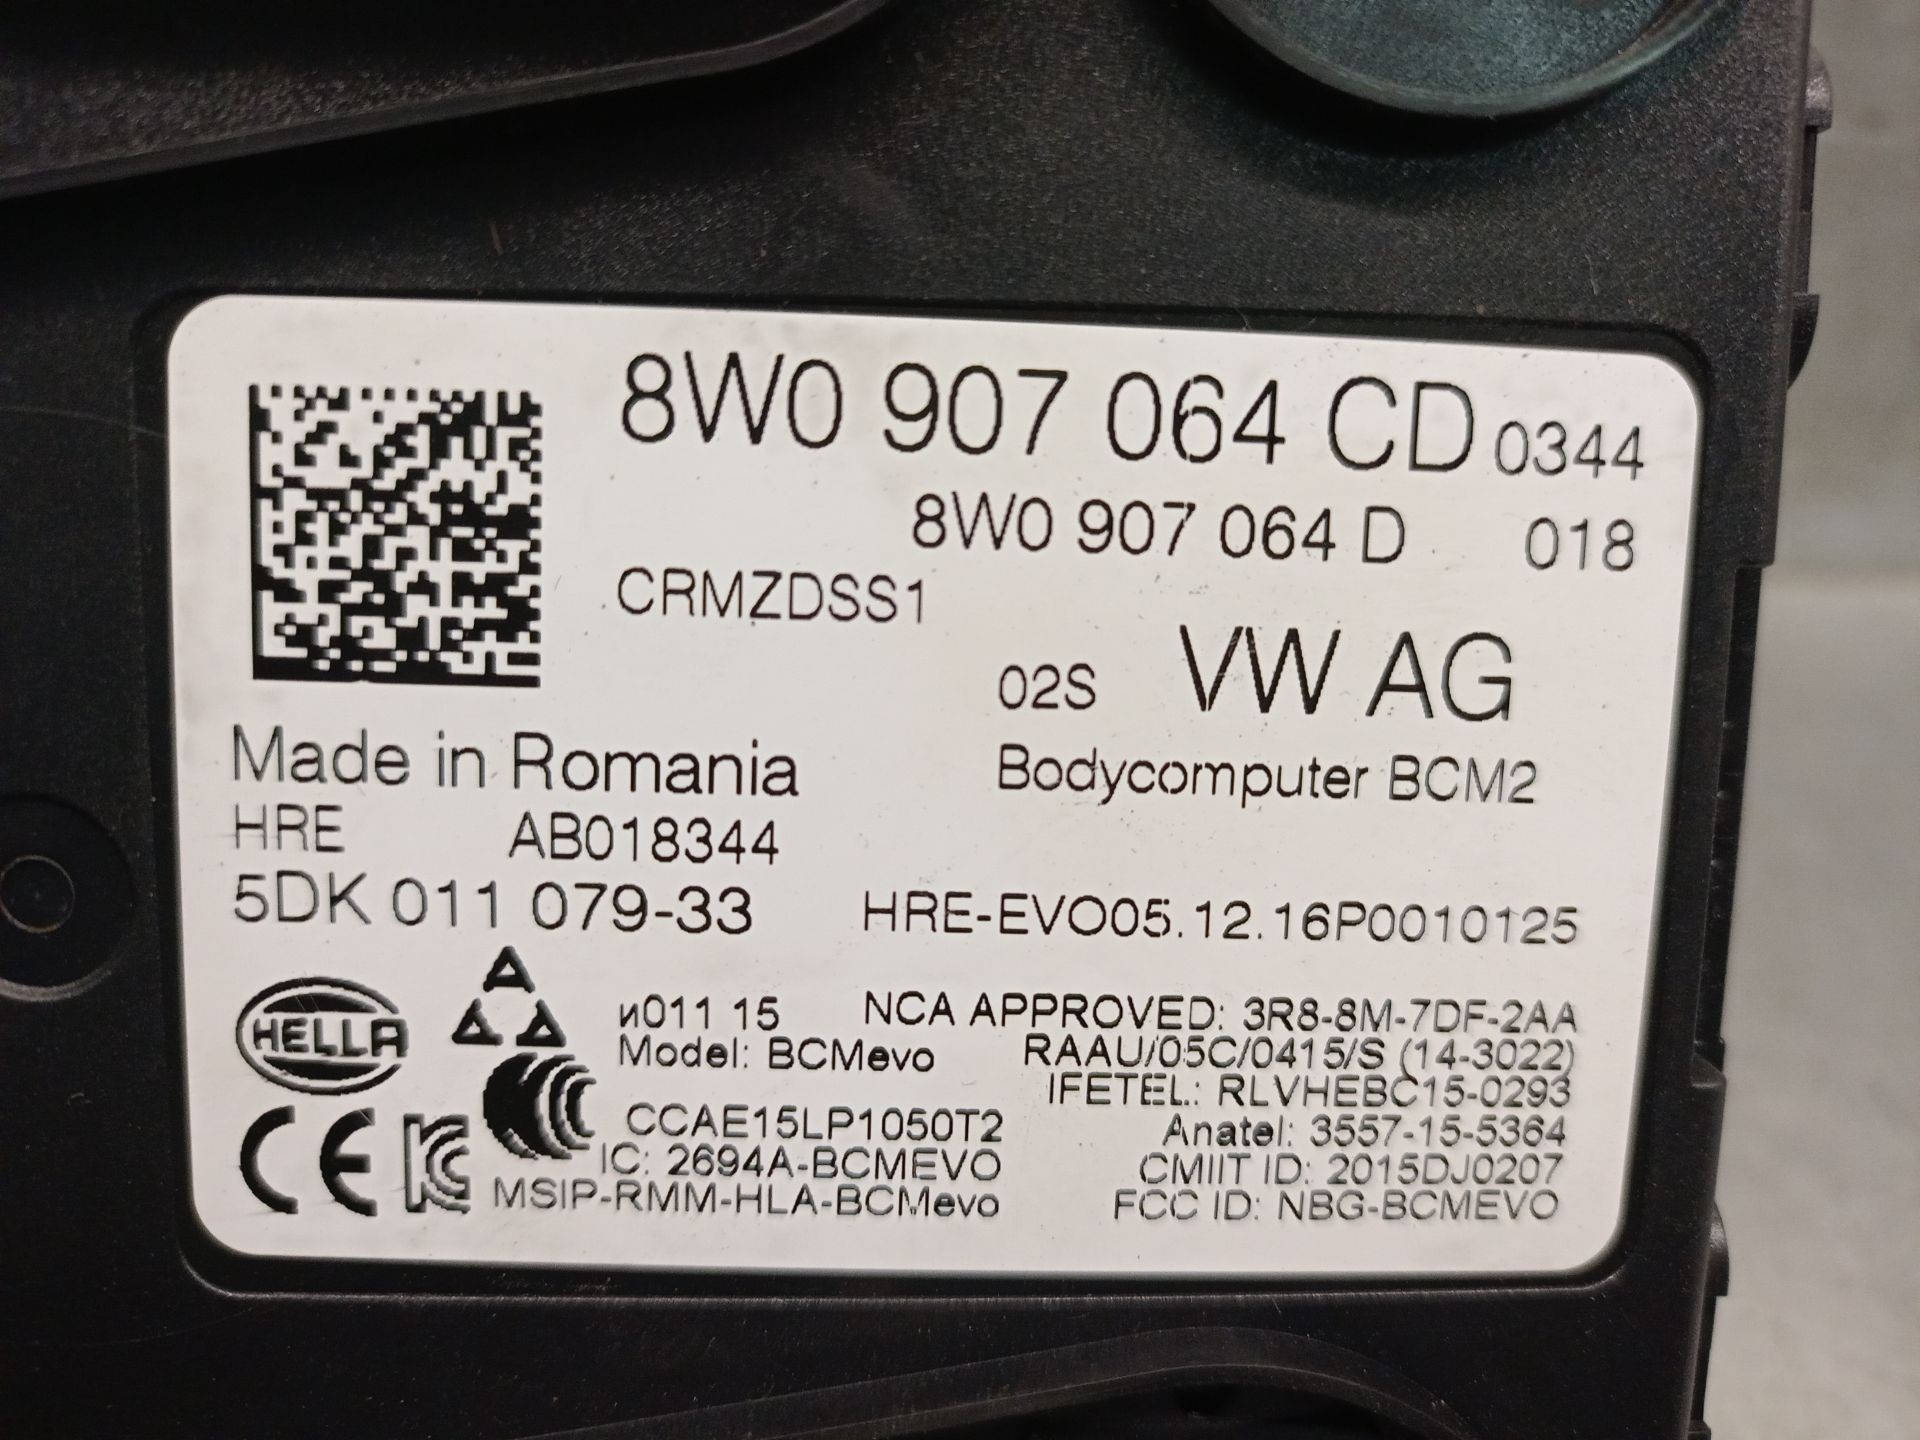 8W0 907 064 CD 0344
8W0 907 064 D 018
CRMZDSS1
02S VW AG
Made in Romania
Bodycomputer BCM2
HRE AB018344
5DK 011 079-33
HRE-EVO05.12.16P0010125
HELLA
и011 15
NCA APPROVED: 3R8-8M-7DF-2AA
Model: BCMevo
RAAU/05C/0415/S (14-3022)
IFETEL: RLVHEBC15-0293
CCAE15LP1050T2
Anatel: 3557-15-5364
IC: 2694A-BCMEVO
CMIIT ID: 2015DJ0207
CE
MSIP-RMM-HLA-BCMevo
FCC ID: NBG-BCMEVO